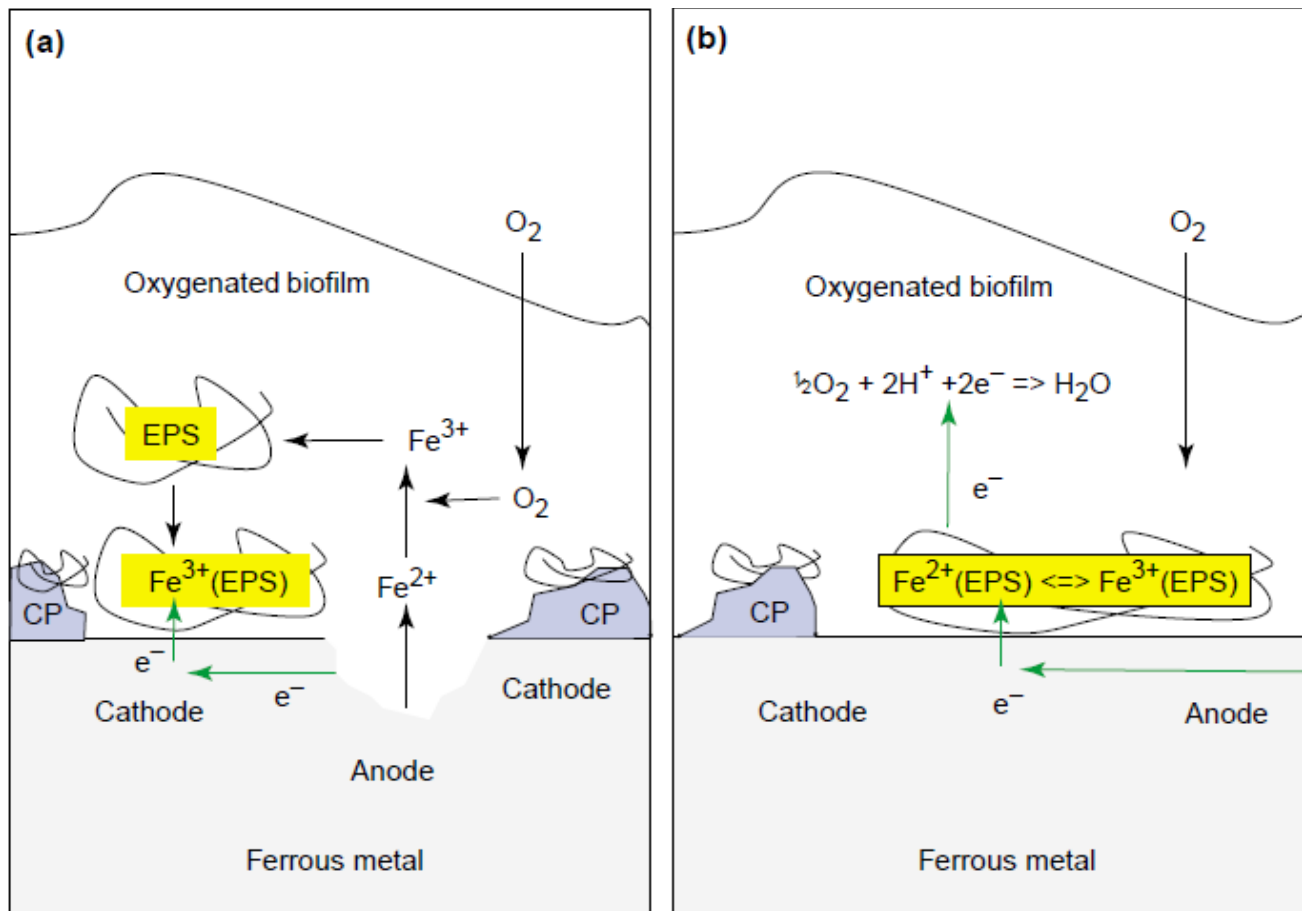 (a)
O₂
Oxygenated biofilm
EPS
Fe³⁺
O₂
Fe³⁺(EPS)
Fe²⁺
CP
CP
e⁻
e⁻
Cathode
Cathode
Anode
Ferrous metal
(b)
O₂
Oxygenated biofilm
½O₂ + 2H⁺ +2e⁻ => H₂O
e⁻
Fe²⁺(EPS) <=> Fe³⁺(EPS)
CP
e⁻
Cathode
Anode
Ferrous metal